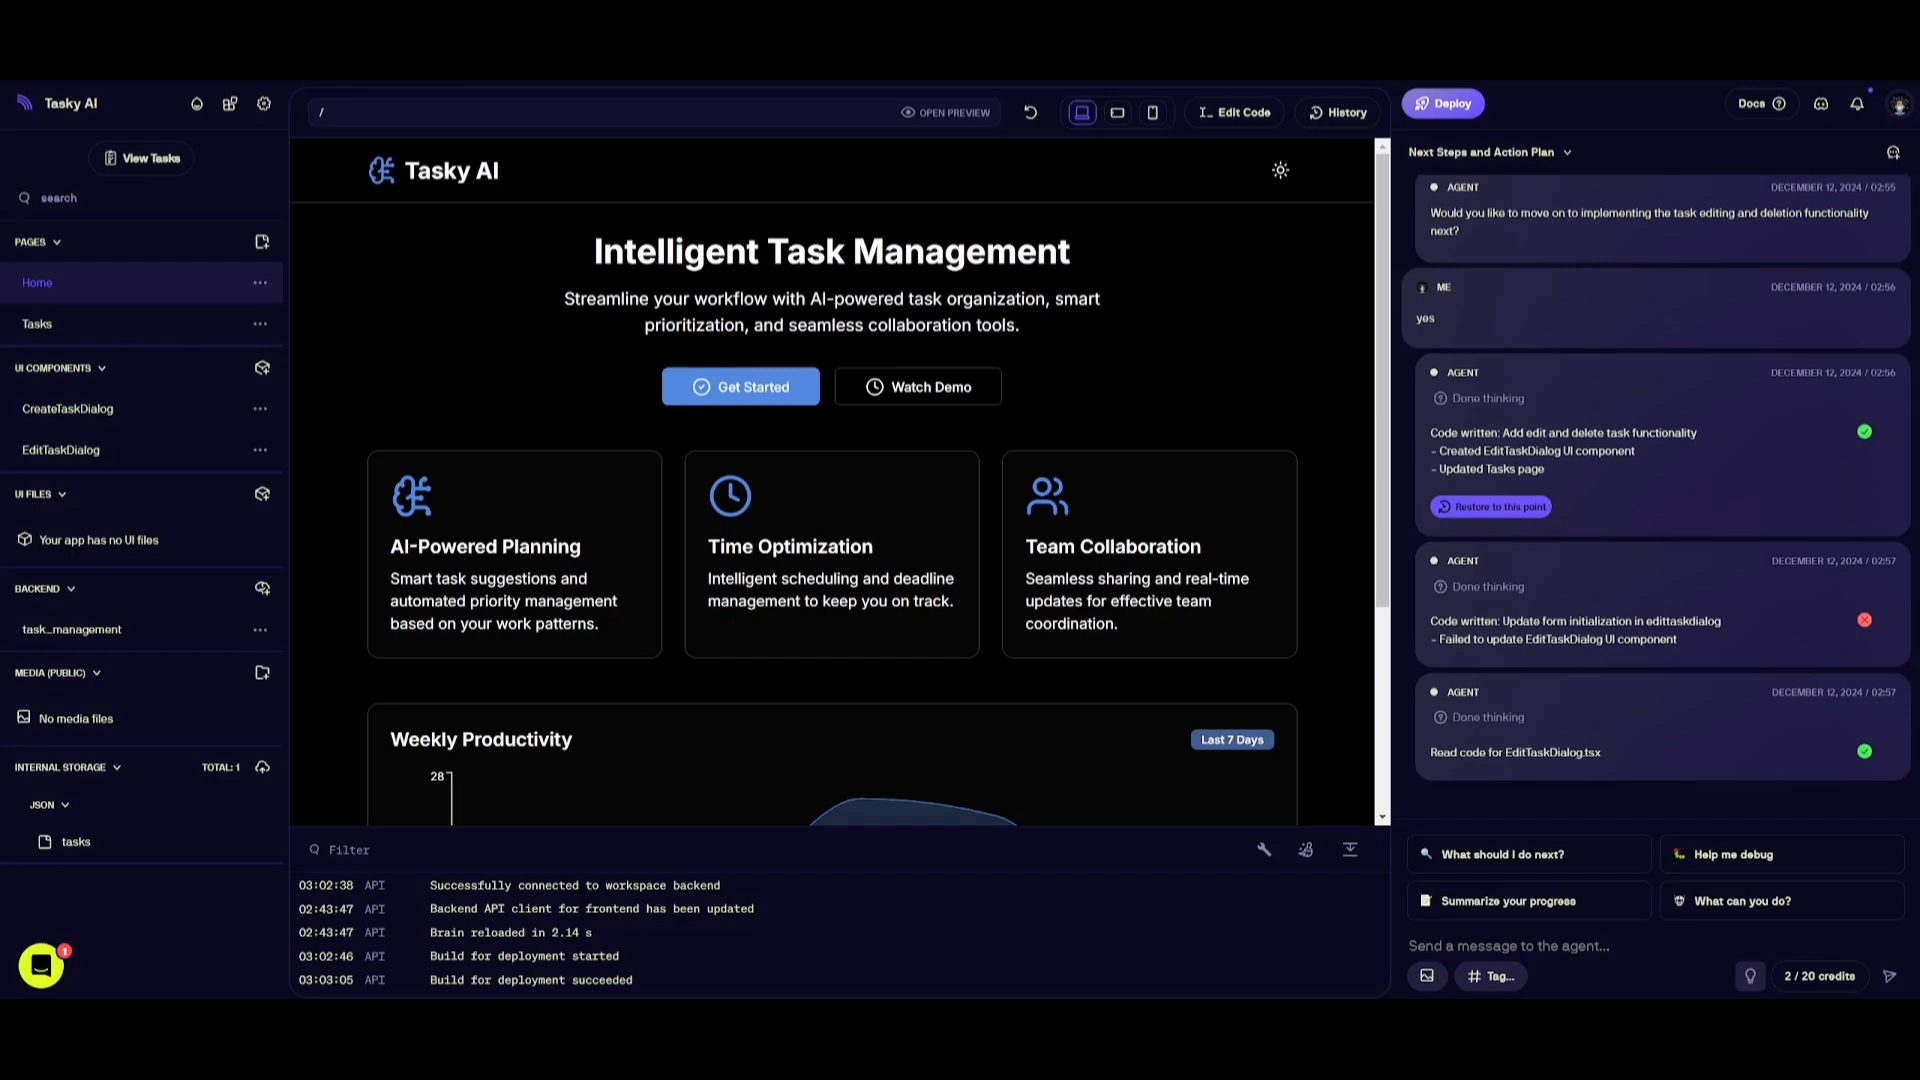 Tasky AI
View Tasks
search
PAGES
Home
Tasks
UI COMPONENTS
CreateTaskDialog
EditTaskDialog
UI FILES
Your app has no UI files
BACKEND
task_management
MEDIA (PUBLIC)
No media files
INTERNAL STORAGE TOTAL: 1
JSON
tasks
1
/
OPEN PREVIEW
Edit Code
History
Tasky AI
Intelligent Task Management
Streamline your workflow with AI-powered task organization, smart
prioritization, and seamless collaboration tools.
Get Started
Watch Demo
AI-Powered Planning
Smart task suggestions and
automated priority management
based on your work patterns.
Time Optimization
Intelligent scheduling and deadline
management to keep you on track.
Team Collaboration
Seamless sharing and real-time
updates for effective team
coordination.
Weekly Productivity
Last 7 Days
28
Filter
03:02:38 API Successfully connected to workspace backend
02:43:47 API Backend API client for frontend has been updated
02:43:47 API Brain reloaded in 2.14 s
03:02:46 API Build for deployment started
03:03:05 API Build for deployment succeeded
Deploy
Docs
Next Steps and Action Plan
AGENT DECEMBER 12, 2024 / 02:55
Would you like to move on to implementing the task editing and deletion functionality
next?
ME DECEMBER 12, 2024 / 02:56
yes
AGENT DECEMBER 12, 2024 / 02:56
Done thinking
Code written: Add edit and delete task functionality
- Created EditTaskDialog UI component
- Updated Tasks page
Restore to this point
AGENT DECEMBER 12, 2024 / 02:57
Done thinking
Code written: Update form initialization in edittaskdialog
- Failed to update EditTaskDialog UI component
AGENT DECEMBER 12, 2024 / 02:57
Done thinking
Read code for EditTaskDialog.tsx
What should I do next?
Help me debug
Summarize your progress
What can you do?
Send a message to the agent...
Tag...
2 / 20 credits